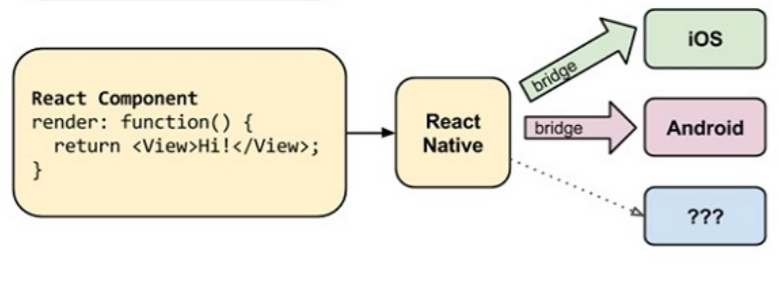 React Component
render: function() {
  return <View>Hi!</View>;
}
React
Native
bridge
iOS
bridge
Android
???